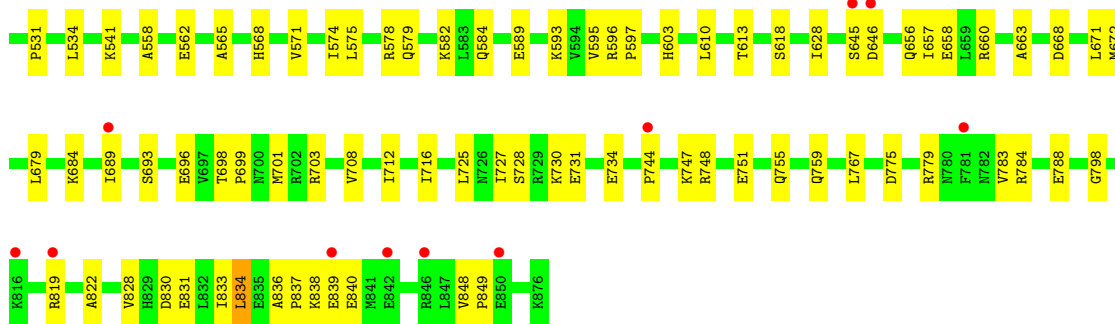 P531 L534 K541 A558 E562 A565 H568 V571 I574 L575 R578 Q579 K582 L583 Q584 E589 K593 V594 V595 R596 P597 H603 L610 T613 S618 I628 S645 D646 Q656 I657 E658 L659 R660 A663 D668 L671 M672
L679 K684 I689 S693 E696 V697 T698 P699 N700 M701 R702 R703 V708 I712 I716 L725 N726 I727 S728 R729 K730 E731 E734 P744 K747 R748 E751 Q755 Q759 L767 D775 R779 N780 F781 N782 V783 R784 E788 G798
K816 R819 A822 V828 H829 D830 E831 L832 I833 L834 E835 A836 P837 K838 E839 E840 M841 E842 R846 L847 V848 P849 E850 K876